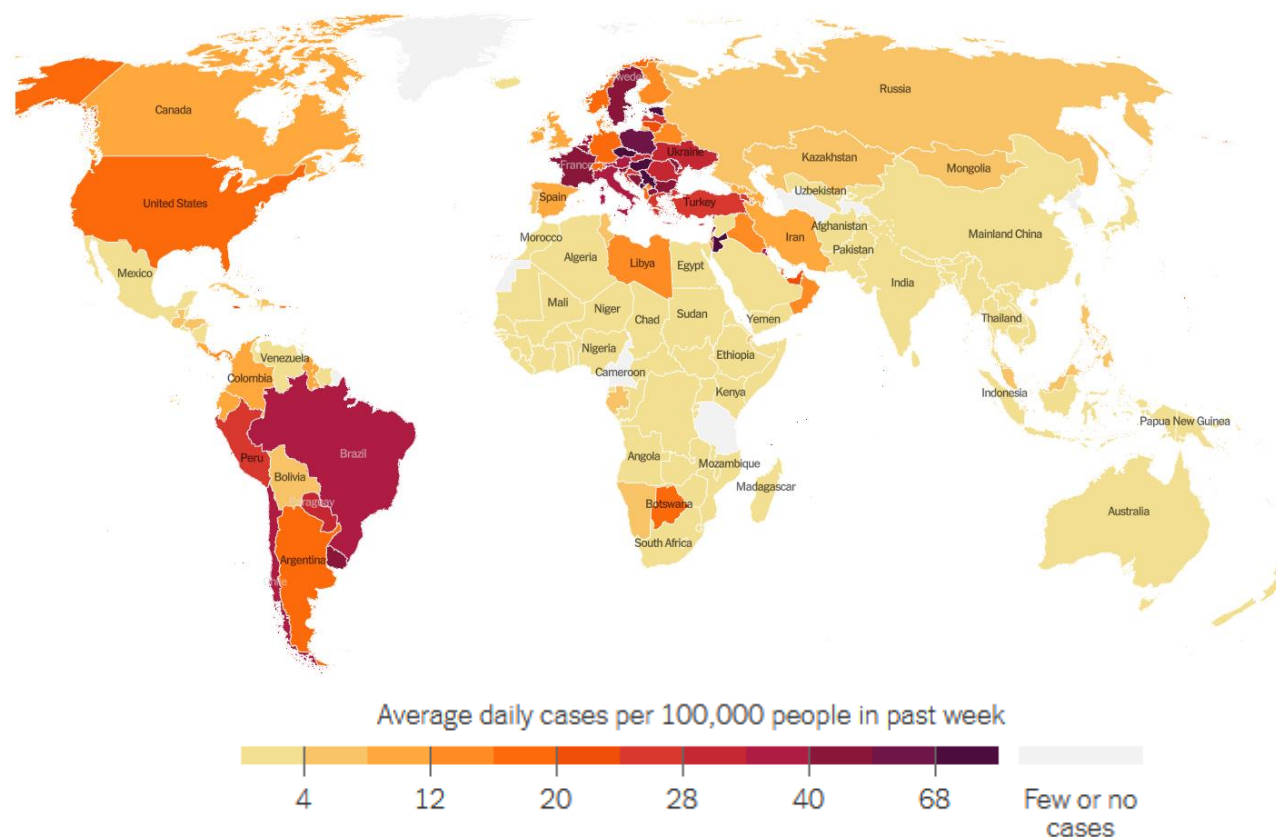 Sweden
Russia
Canada
Ukraine
France
Kazakhstan
Mongolia
United States
Spain
Turkey
Uzbekistan
Afghanistan
Mainland China
Morocco
Iran
Pakistan
Algeria
Libya
Egypt
Mexico
India
Mali
Niger
Chad
Sudan
Yemen
Thailand
Nigeria
Ethiopia
Venezuela
Cameroon
Colombia
Kenya
Indonesia
Papua New Guinea
Peru
Brazil
Angola
Mozambique
Bolivia
Madagascar
Paraguay
Botswana
Australia
South Africa
Argentina
Chile
Average daily cases per 100,000 people in past week
4 12 20 28 40 68 Few or no
cases